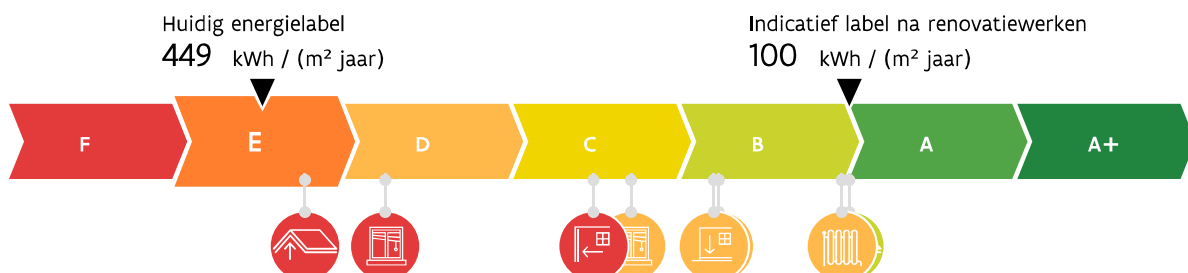 Huidig energielabel
449 kWh / (m² jaar)
Indicatief label na renovatiewerken
100 kWh / (m² jaar)
F E D C B A A+